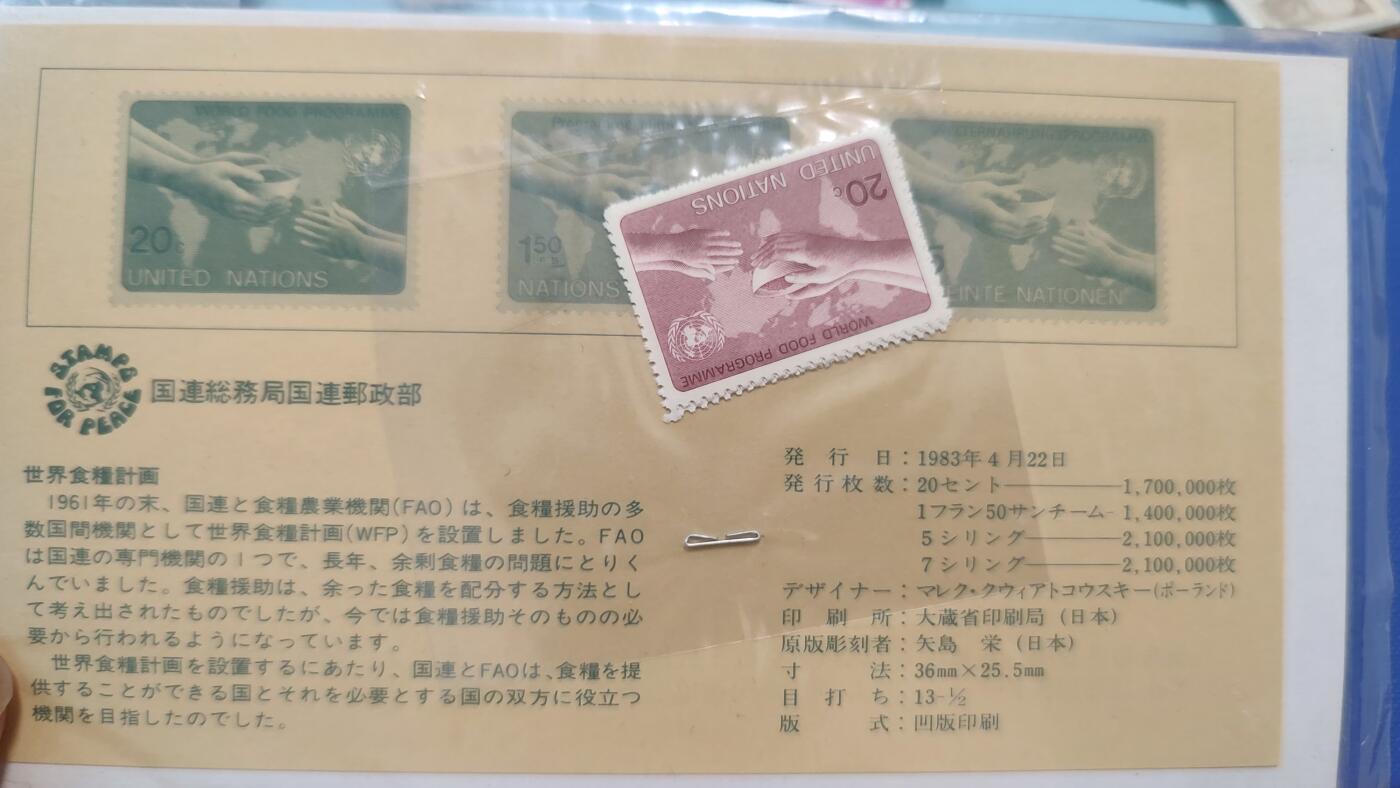 WORLD FOOD PROGRAMME
20c
UNITED NATIONS
1.50
NATIONS
ERNÄHRUNGSPROGRAMM
EINTE NATIONEN
UNITED NATIONS
20c
WORLD FOOD PROGRAMME
STAMPS FOR PEACE
国連総務局国連郵政部
世界食糧計画
1961年の末、国連と食糧農業機関(FAO)は、食糧援助の多
数国間機関として世界食糧計画(WFP)を設置しました。FAO
は国連の専門機関の1つで、長年、余剰食糧の問題にとりく
んでいました。食糧援助は、余った食糧を配分する方法とし
て考え出されたものでしたが、今では食糧援助そのものの必
要から行われるようになっています。
世界食糧計画を設置するにあたり、国連とFAOは、食糧を提
供することができる国とそれを必要とする国の双方に役立つ
機関を目指したのでした。
発行日：1983年4月22日
発行枚数：20セント―1,700,000枚
1フラン50サンチーム-1,400,000枚
5シリング―2,100,000枚
7シリング―2,100,000枚
デザイナー：マレク・クウィアトコウスキー(ポーランド)
印刷所：大蔵省印刷局（日本）
原版彫刻者：矢島 栄（日本）
寸法：36mm×25.5mm
目打ち：13-½
版式：凹版印刷